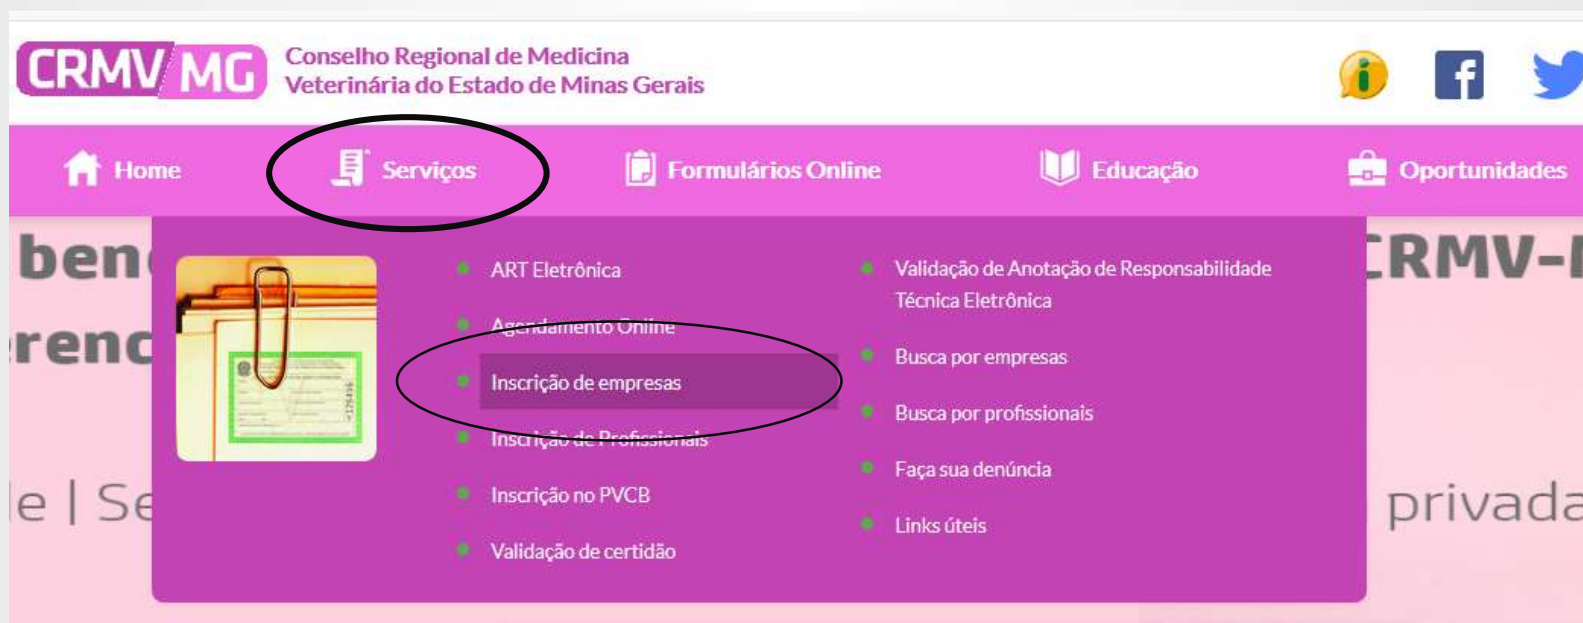 CRMV MG
Conselho Regional de Medicina
Veterinária do Estado de Minas Gerais
Home
Serviços
Formulários Online
Educação
Oportunidades
ART Eletrônica
Agendamento Online
Inscrição de empresas
Inscrição de Profissionais
Inscrição no PVCB
Validação de certidão
Validação de Anotação de Responsabilidade
Técnica Eletrônica
Busca por empresas
Busca por profissionais
Faça sua denúncia
Links úteis
privada